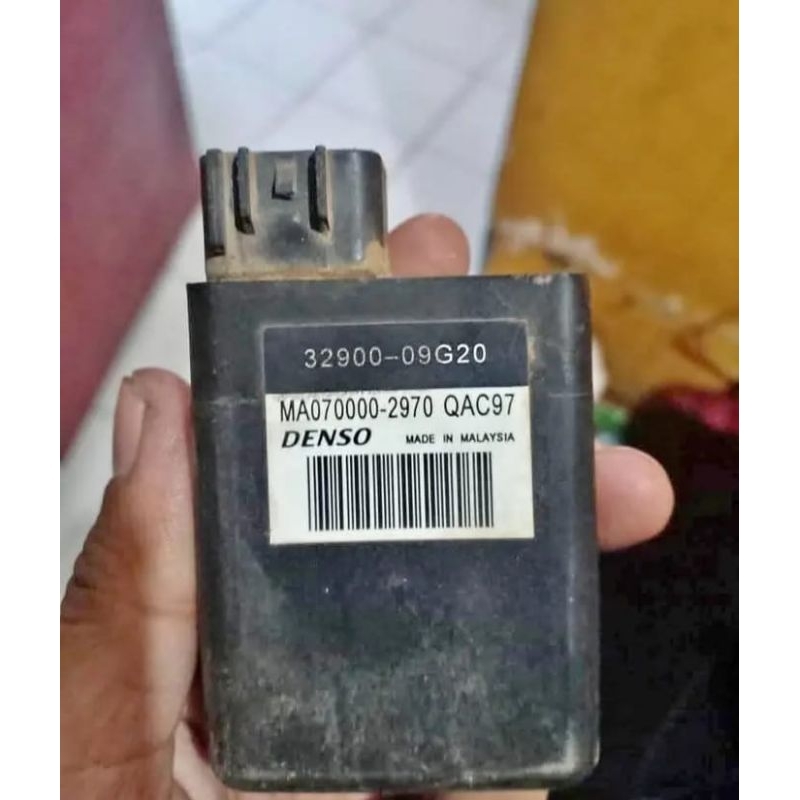 32900-09G20
MA070000-2970 QAC97
DENSO MADE IN MALAYSIA